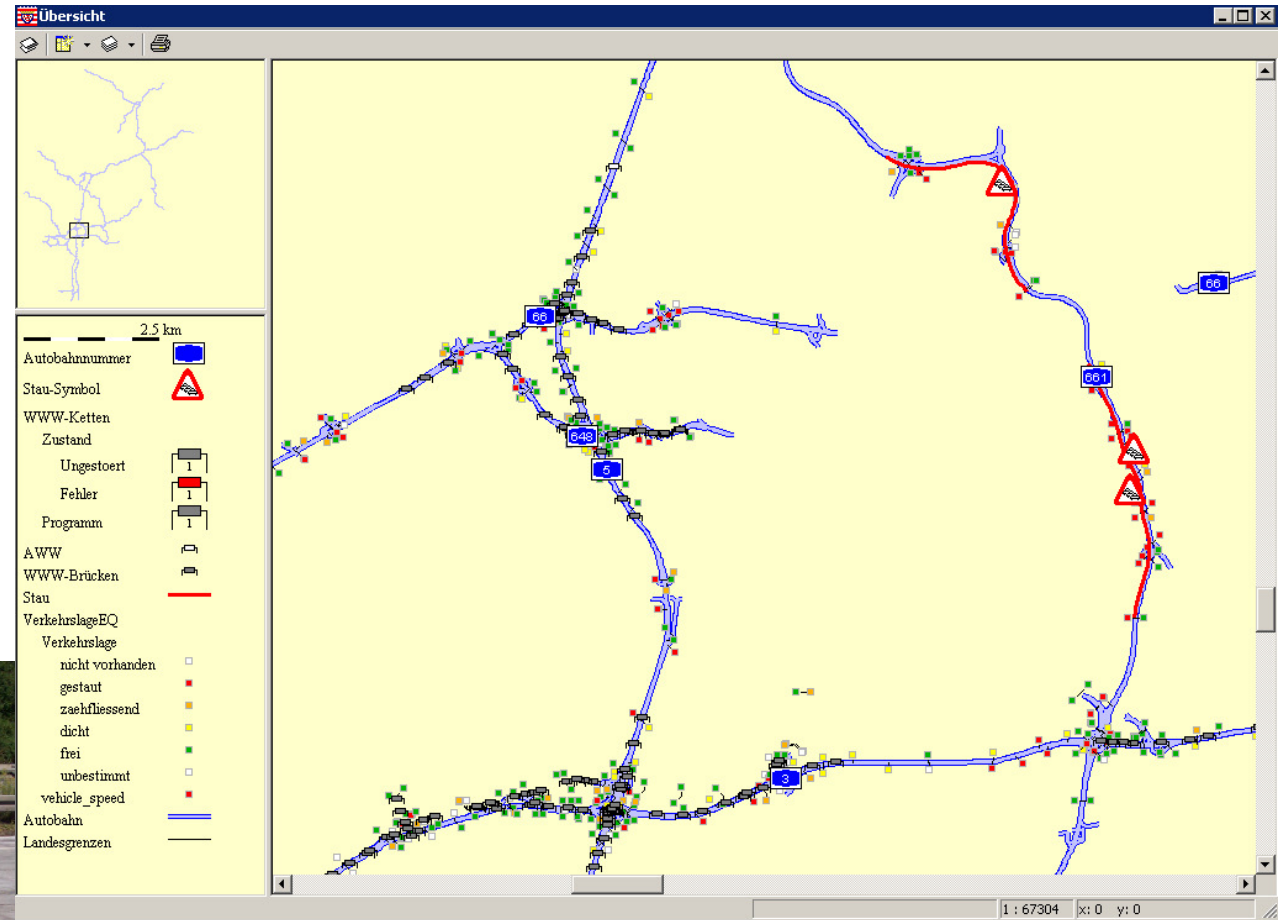 Übersicht
2.5 km
Autobahnnummer
Stau-Symbol
WWW-Ketten
Zustand
Ungestoert
1
Fehler
1
Programm
1
AWW
WWW-Brücken
Stau
VerkehrslageEQ
Verkehrslage
nicht vorhanden
gestaut
zaehfliessend
dicht
frei
unbestimmt
vehicle_speed
Autobahn
Landesgrenzen
66
66
661
648
5
3
1 : 67304
x: 0 y: 0